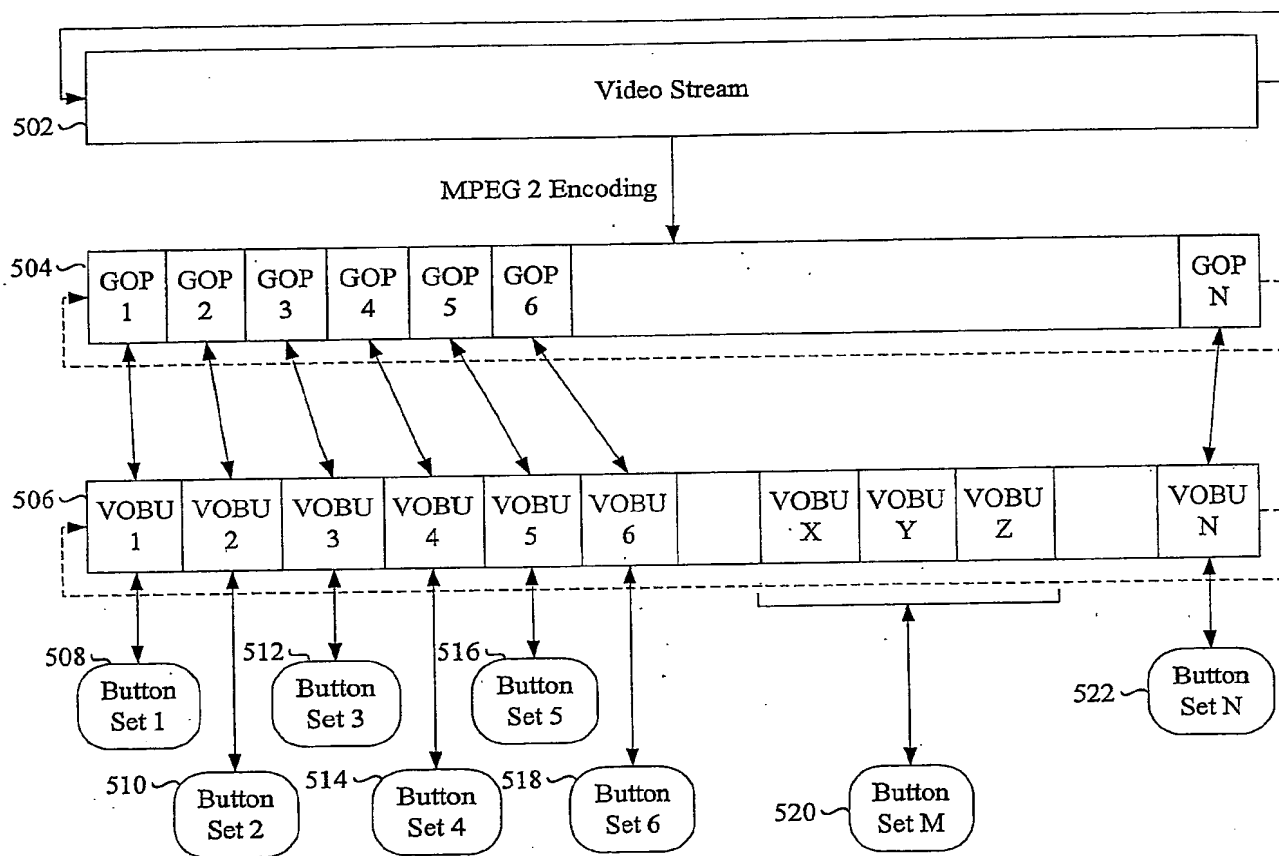 Video Stream
502
MPEG 2 Encoding
504
GOP
1
GOP
2
GOP
3
GOP
4
GOP
5
GOP
6
GOP
N
506
VOBU
1
VOBU
2
VOBU
3
VOBU
4
VOBU
5
VOBU
6
VOBU
X
VOBU
Y
VOBU
Z
VOBU
N
508
Button
Set 1
512
Button
Set 3
516
Button
Set 5
522
Button
Set N
510
Button
Set 2
514
Button
Set 4
518
Button
Set 6
520
Button
Set M